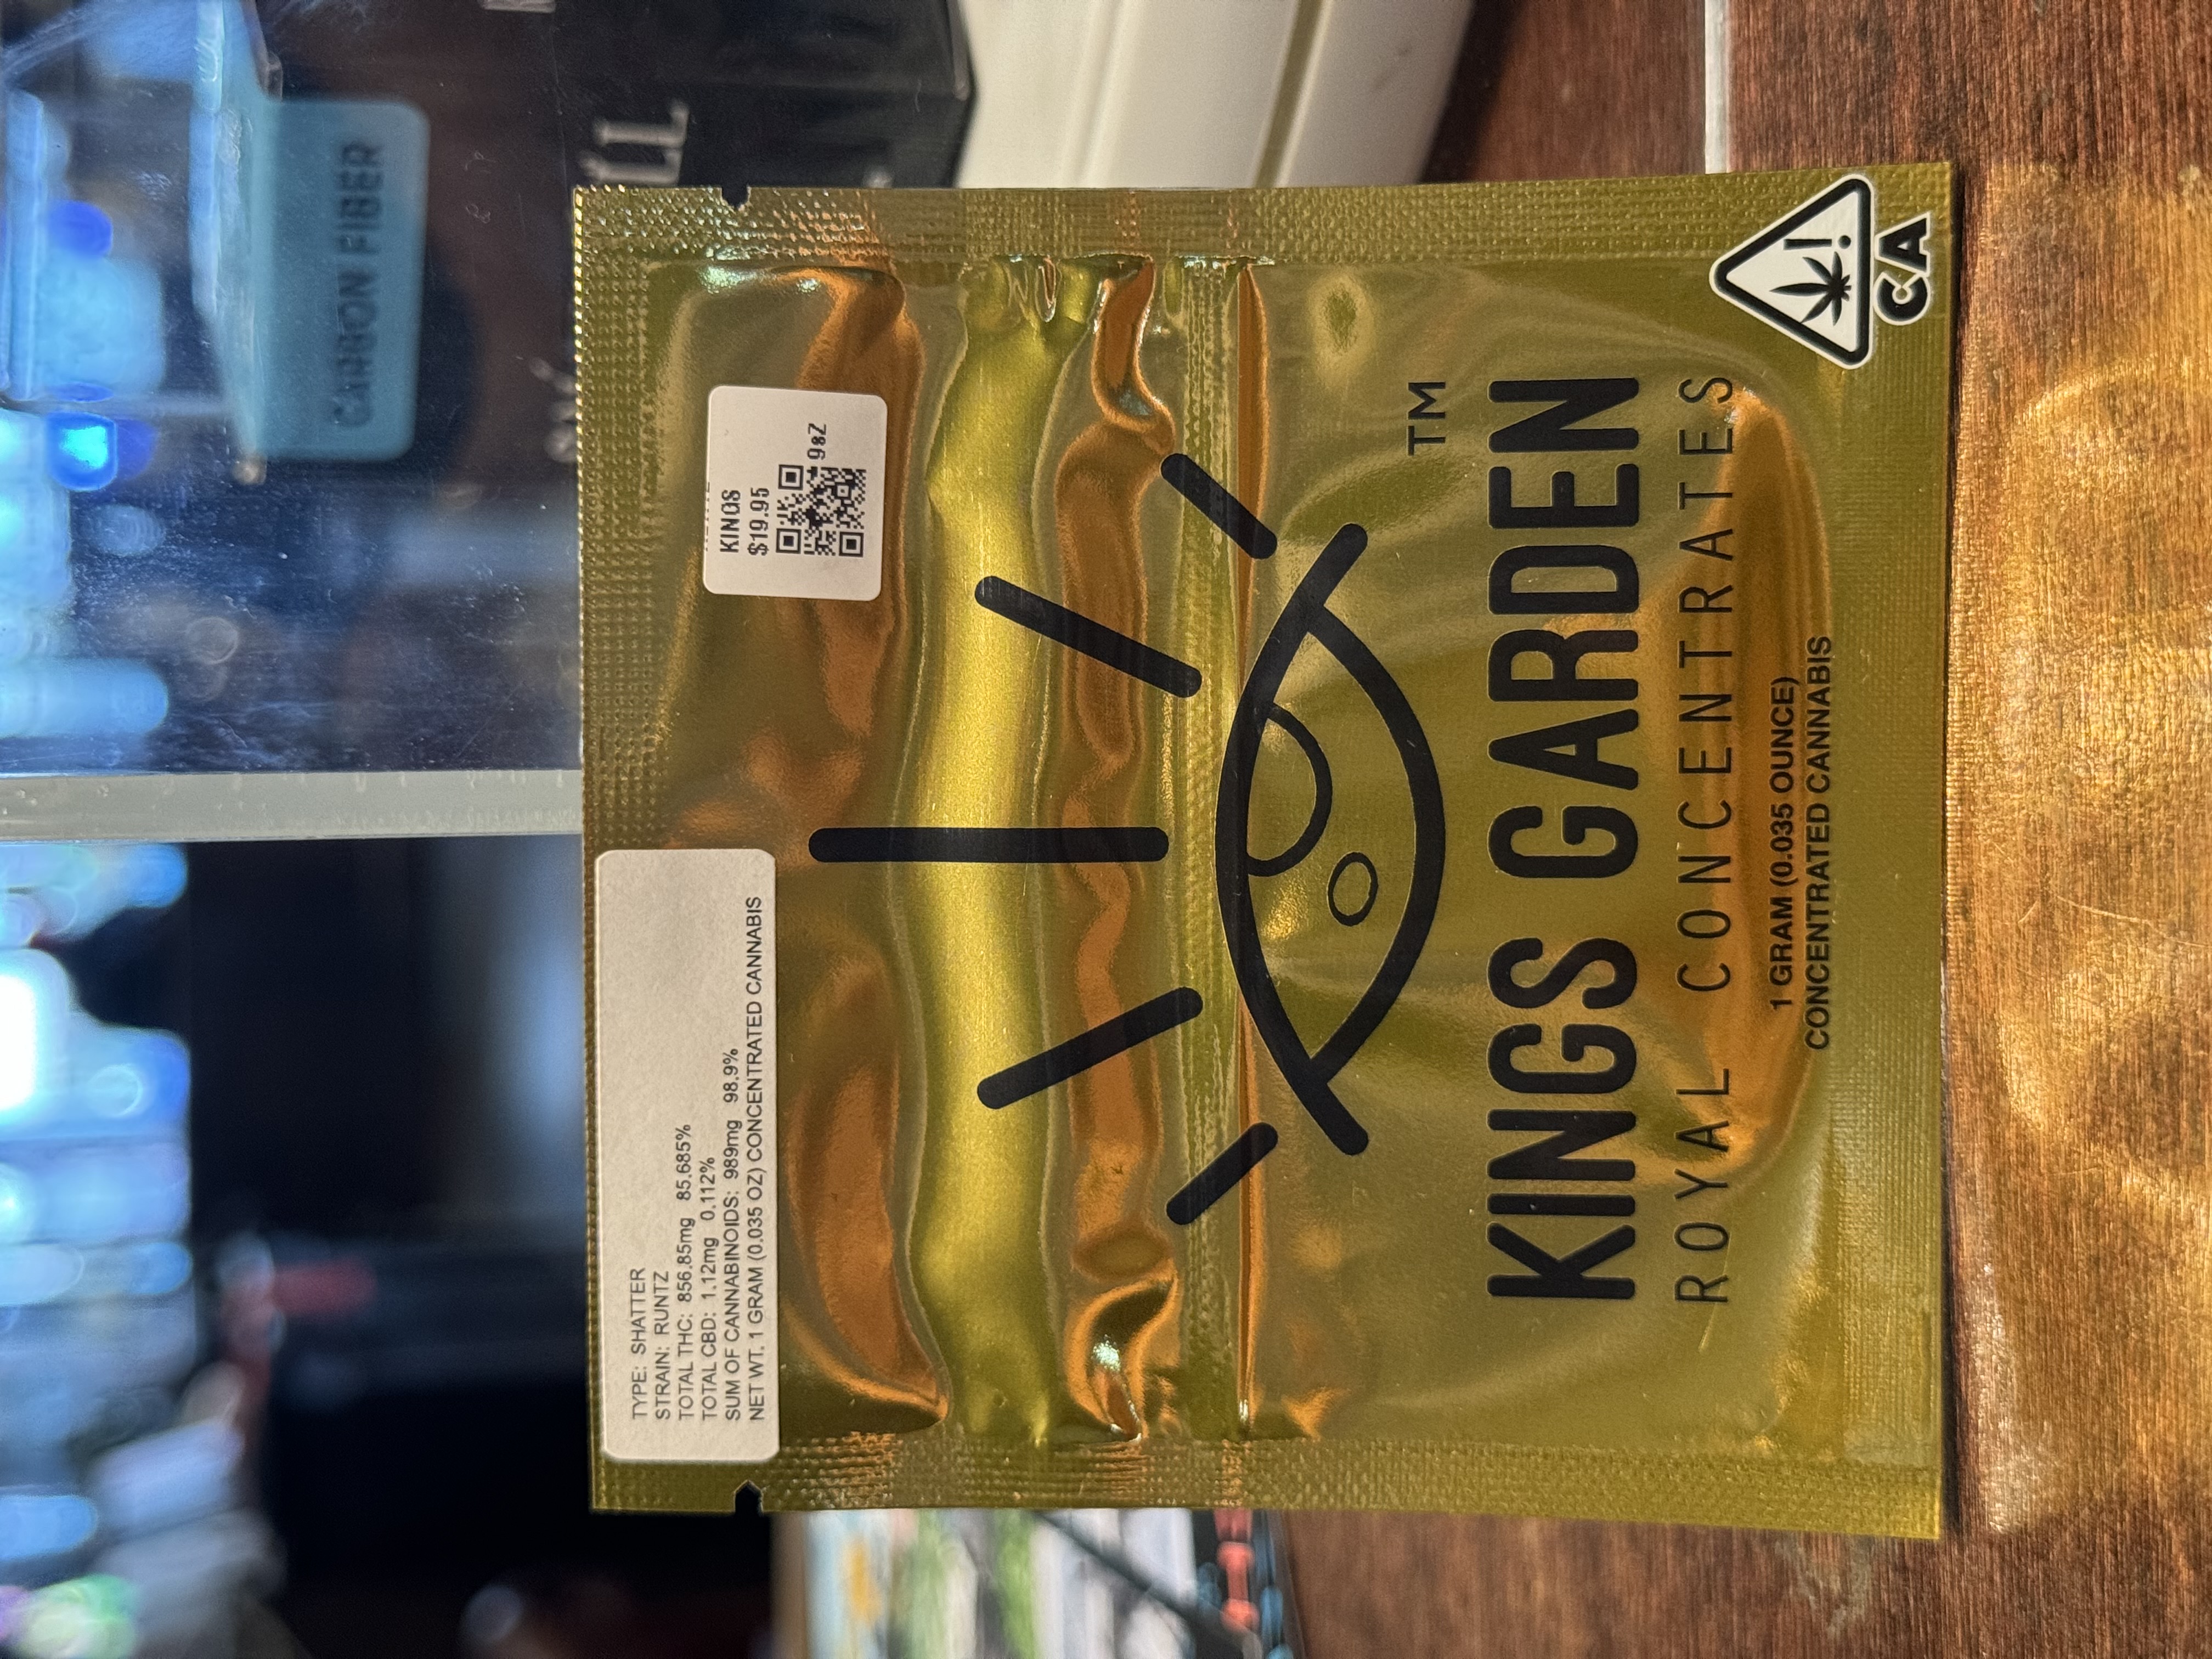 TYPE: SHATTER
STRAIN: RUNTZ
TOTAL THC: 856.85mg 85.685%
TOTAL CBD: 1.12mg 0.112%
SUM OF CANNABINOIDS: 989mg 98.9%
NET WT. 1 GRAM (0.035 OZ) CONCENTRATED CANNABIS
KINGS
$19.95
98Z
KINGS GARDEN
TM
ROYAL CONCENTRATES
1 GRAM (0.035 OUNCE)
CONCENTRATED CANNABIS
!
CA
CARBON FIBER